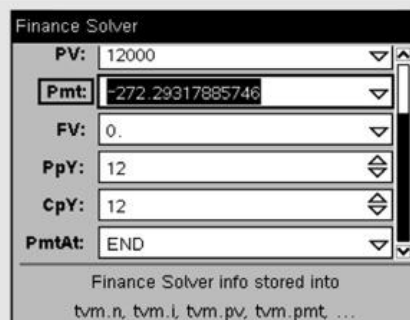 Finance Solver
PV: 12000
Pmt: -272.29317885746
FV: 0.
PpY: 12
CpY: 12
PmtAt: END
Finance Solver info stored into
tvm.n, tvm.i, tvm.pv, tvm.pmt, ...